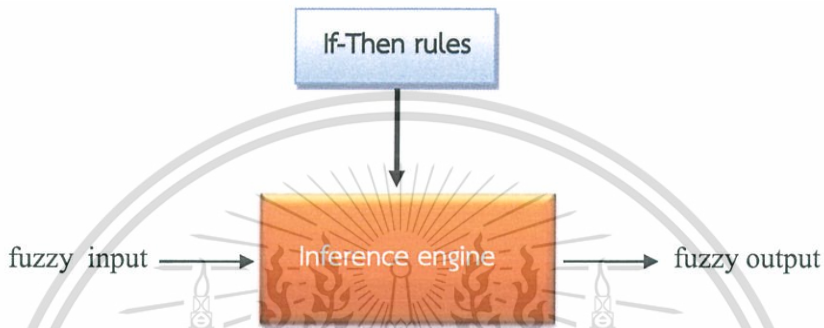 If-Then rules
fuzzy input
Inference engine
fuzzy output